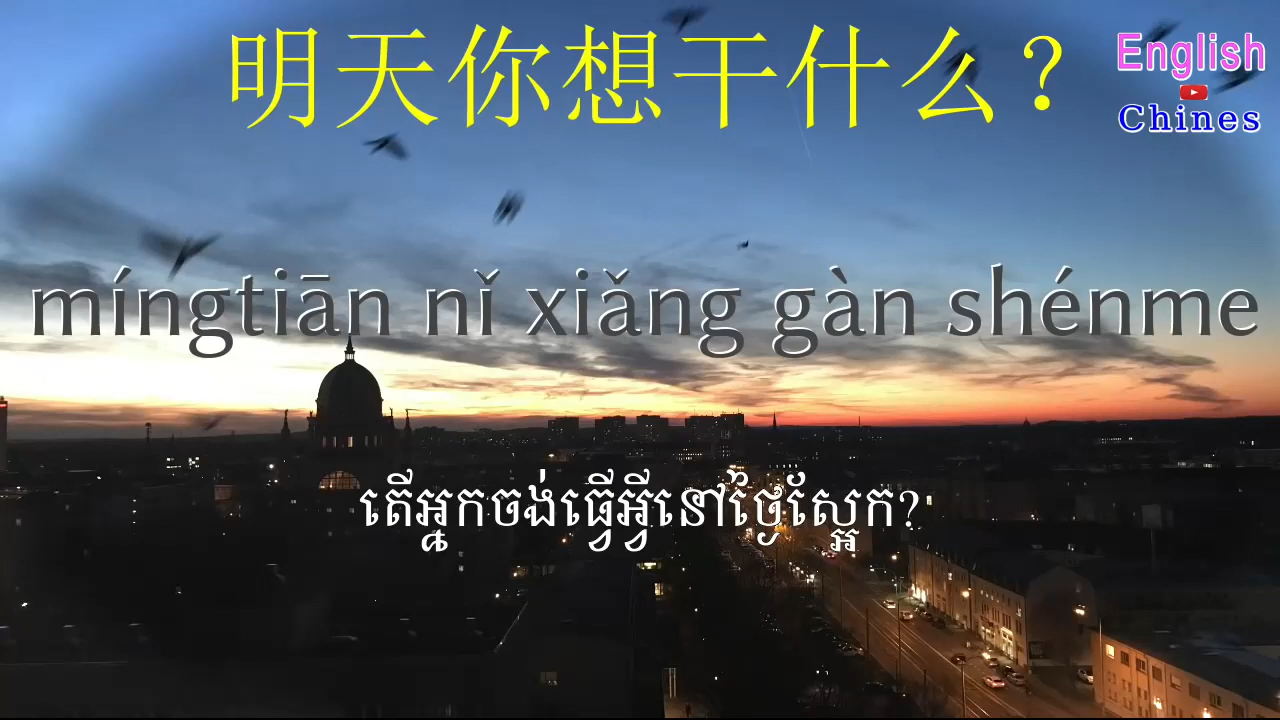 明天你想干什么？
English
Chines
míngtiān nǐ xiǎng gàn shénme
តើអ្នកចង់ធ្វើអ្វីនៅថ្ងៃស្អែក?